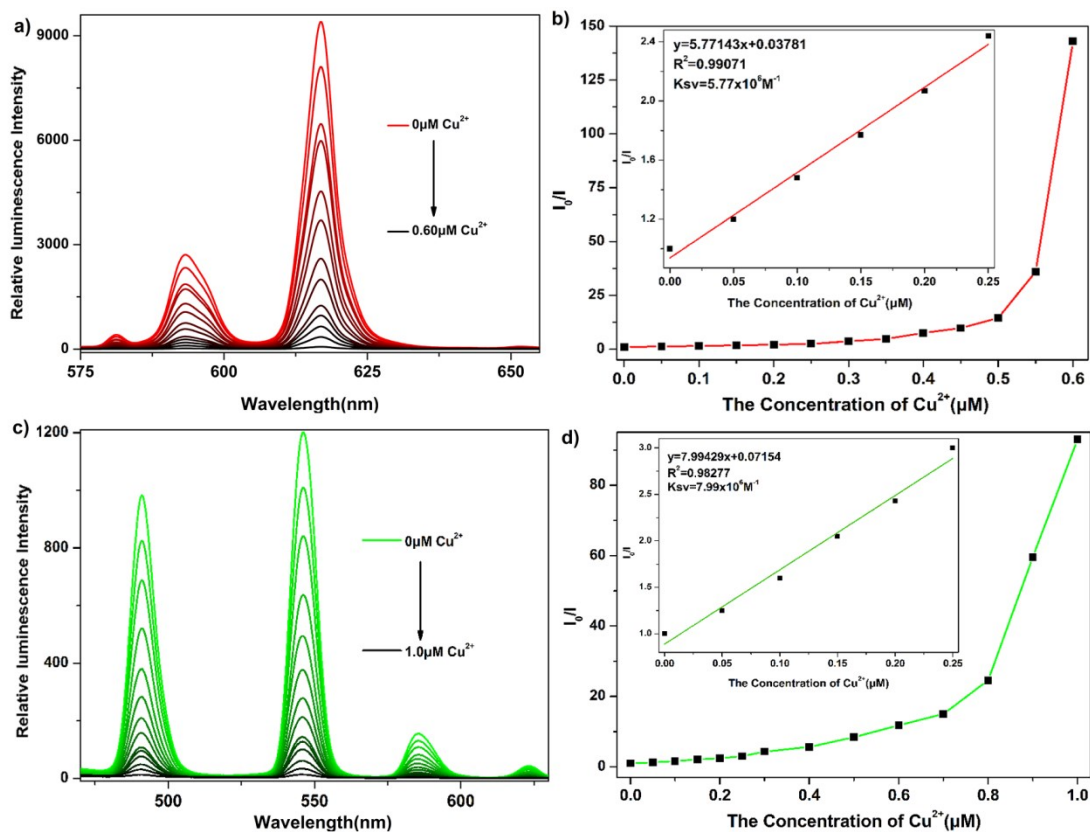 a)
Relative luminescence Intensity
9000
6000
3000
0
0μM Cu²⁺
0.60μM Cu²⁺
575 600 625 650
Wavelength(nm)
b)
I₀/I
150
125
100
75
50
25
0
y=5.77143x+0.03781
R²=0.99071
Ksv=5.77x10⁶M⁻¹
I₀/I
2.4
2.0
1.6
1.2
0.00 0.05 0.10 0.15 0.20 0.25
The Concentration of Cu²⁺(μM)
0.0 0.1 0.2 0.3 0.4 0.5 0.6
The Concentration of Cu²⁺(μM)
c)
Relative luminescence Intensity
1200
800
400
0
0μM Cu²⁺
1.0μM Cu²⁺
500 550 600
Wavelength(nm)
d)
I₀/I
80
60
40
20
0
y=7.99429x+0.07154
R²=0.98277
Ksv=7.99x10⁶M⁻¹
I₀/I
3.0
2.5
2.0
1.5
1.0
0.00 0.05 0.10 0.15 0.20 0.25
The Concentration of Cu²⁺(μM)
0.0 0.2 0.4 0.6 0.8 1.0
The Concentration of Cu²⁺(μM)